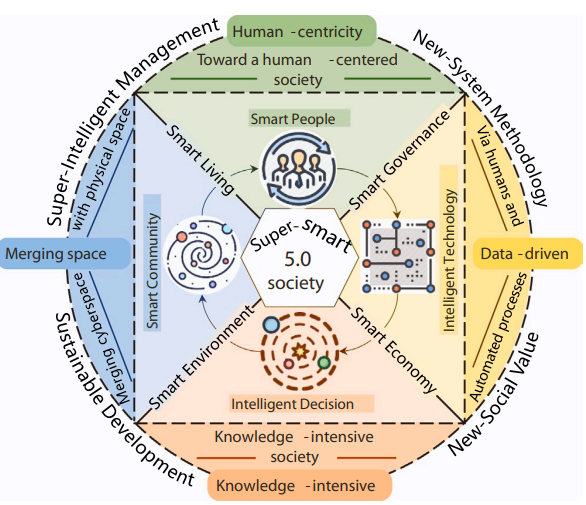 Human -centricity
Toward a human -centered
society
Super-Intelligent Management
New-System Methodology
Smart People
Smart Living
Smart Governance
with physical space
Merging space
Merging cyberspace
Smart Community
Super-smart
5.0
society
Intelligent Technology
Via humans and
Data -driven
Automated processes
Smart Environment
Smart Economy
Intelligent Decision
Sustainable Development
New-Social Value
Knowledge -intensive
society
Knowledge -intensive